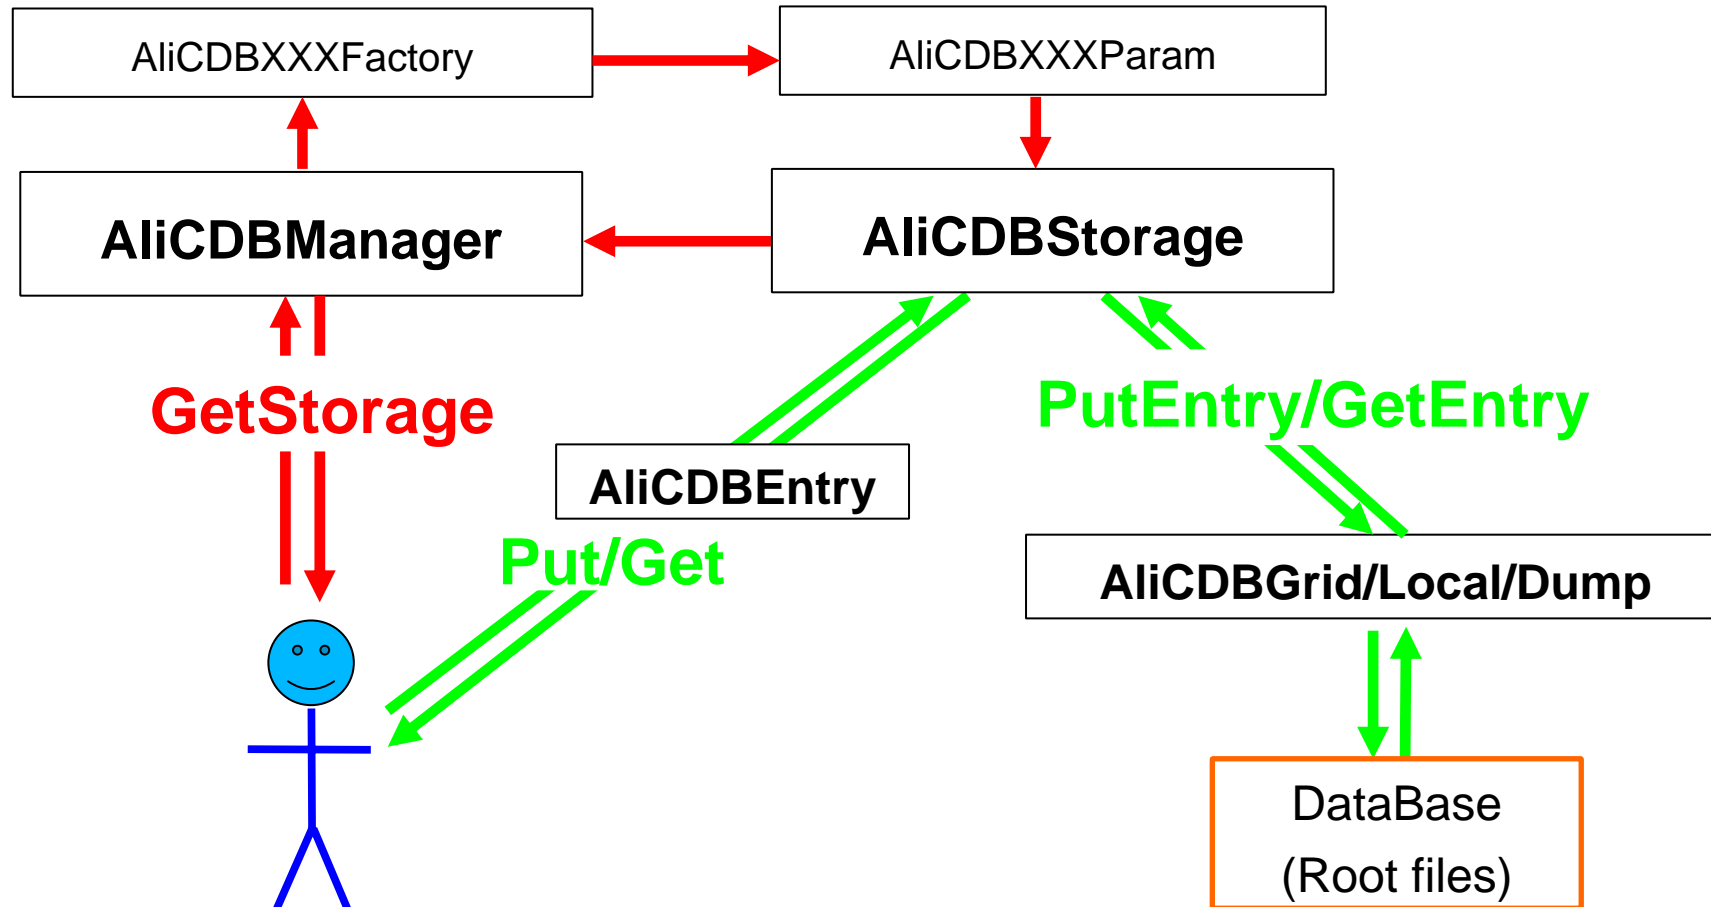 AliCDBXXXFactory
AliCDBXXXParam
AliCDBManager
AliCDBStorage
GetStorage
PutEntry/GetEntry
AliCDBEntry
Put/Get
AliCDBGrid/Local/Dump
DataBase
(Root files)